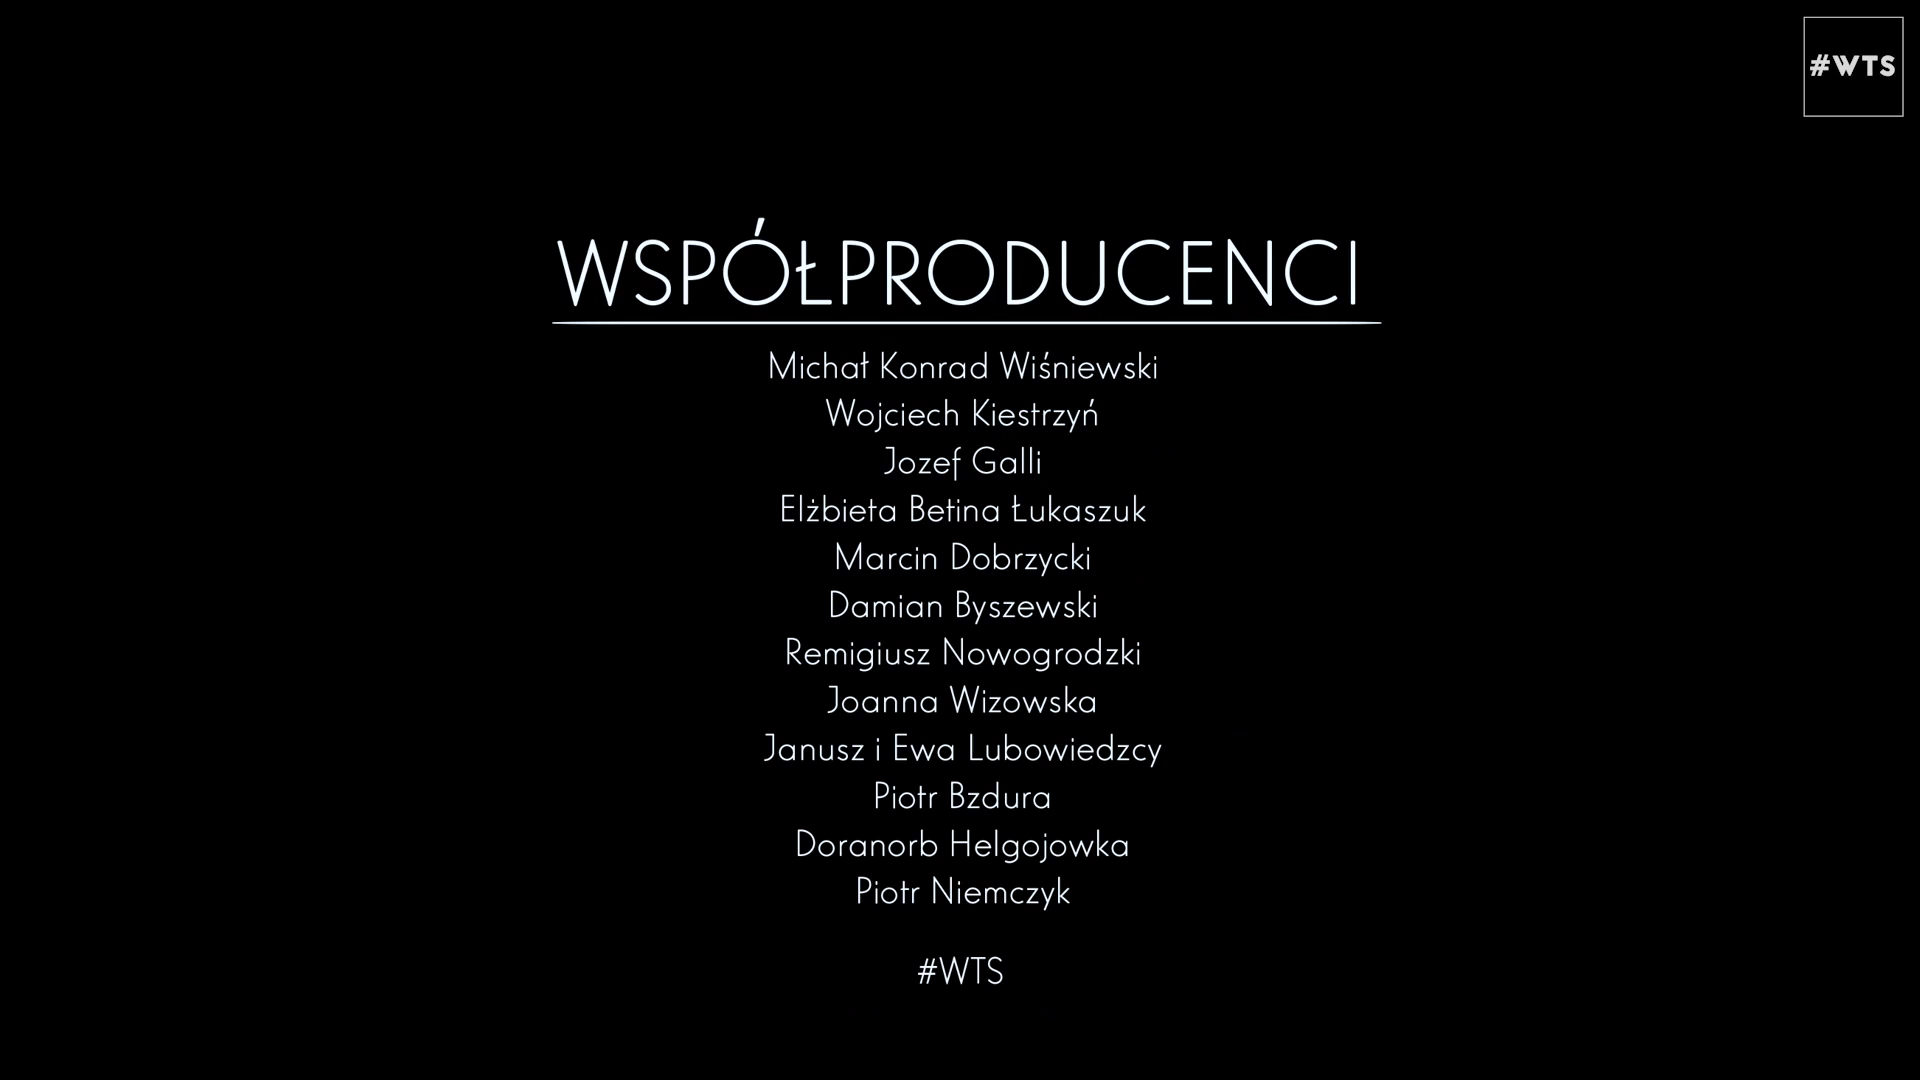 #WTS
WSPÓŁPRODUCENCI
Michał Konrad Wiśniewski
Wojciech Kiestrzyń
Jozef Galli
Elżbieta Betina Łukaszuk
Marcin Dobrzycki
Damian Byszewski
Remigiusz Nowogrodzki
Joanna Wizowska
Janusz i Ewa Lubowiedzcy
Piotr Bzdura
Doranorb Helgojowka
Piotr Niemczyk
#WTS